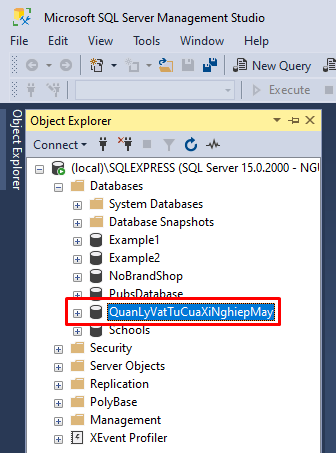 Microsoft SQL Server Management Studio
File Edit View Tools Window Help
New Query
Execute
Object Explorer
Object Explorer
Connect
(local)\SQLEXPRESS (SQL Server 15.0.2000 - NGU
Databases
System Databases
Database Snapshots
Example1
Example2
NoBrandShop
PubsDatabase
QuanLyVatTuCuaXiNghiepMay
Schools
Security
Server Objects
Replication
PolyBase
Management
XEvent Profiler